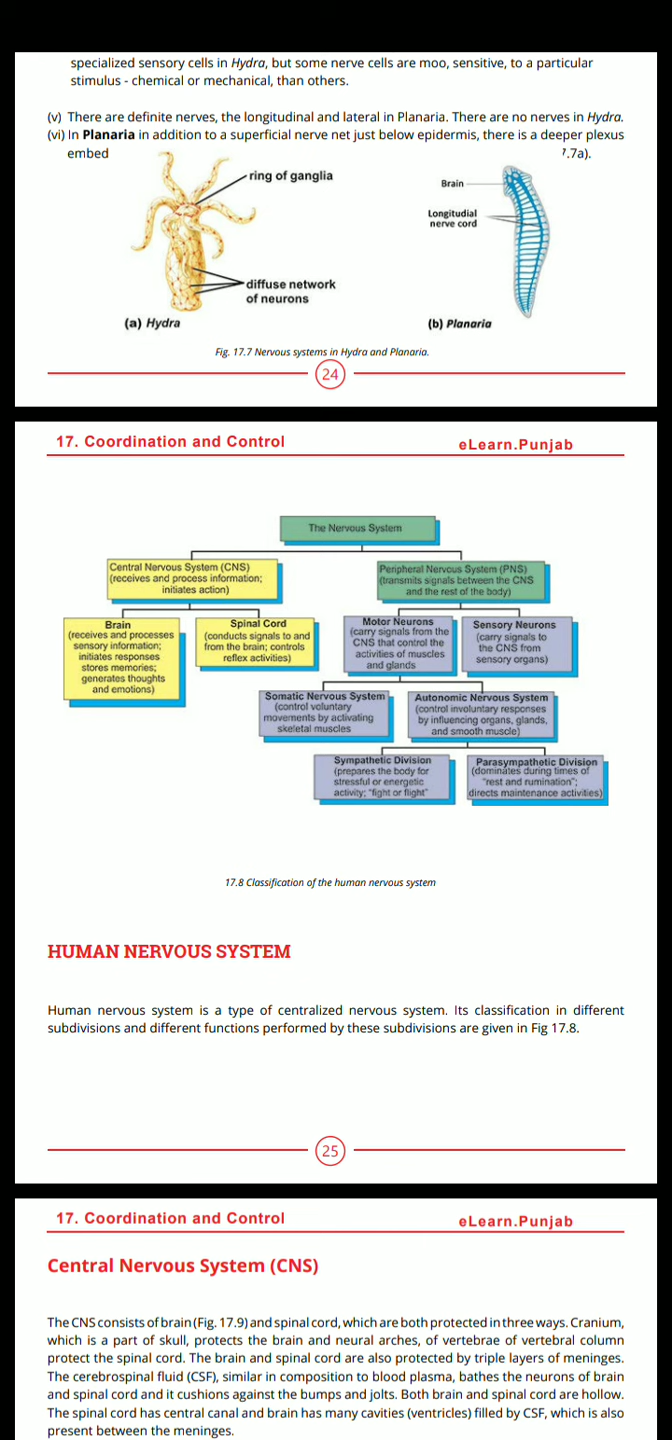 specialized sensory cells in Hydra, but some nerve cells are moo, sensitive, to a particular
stimulus - chemical or mechanical, than others.
(v) There are definite nerves, the longitudinal and lateral in Planaria. There are no nerves in Hydra.
(vi) In Planaria in addition to a superficial nerve net just below epidermis, there is a deeper plexus
embed
7.7a).
ring of ganglia
diffuse network
of neurons
(a) Hydra
Brain
Longitudial
nerve cord
(b) Planaria
Fig. 17.7 Nervous systems in Hydra and Planaria.
24
17. Coordination and Control
eLearn.Punjab
The Nervous System
Central Nervous System (CNS)
(receives and process information;
initiates action)
Peripheral Nervous System (PNS)
(transmits signals between the CNS
and the rest of the body)
Brain
(receives and processes
sensory information;
initiates responses
stores memories;
generates thoughts
and emotions)
Spinal Cord
(conducts signals to and
from the brain; controls
reflex activities)
Motor Neurons
(carry signals from the
CNS that control the
activities of muscles
and glands
Sensory Neurons
(carry signals to
the CNS from
sensory organs)
Somatic Nervous System
(control voluntary
movements by activating
skeletal muscles
Autonomic Nervous System
(control involuntary responses
by influencing organs, glands,
and smooth muscle)
Sympathetic Division
(prepares the body for
stressful or energetic
activity; "fight or flight"
Parasympathetic Division
(dominates during times of
"rest and rumination";
directs maintenance activities)
17.8 Classification of the human nervous system
HUMAN NERVOUS SYSTEM
Human nervous system is a type of centralized nervous system. Its classification in different
subdivisions and different functions performed by these subdivisions are given in Fig 17.8.
25
17. Coordination and Control
eLearn.Punjab
Central Nervous System (CNS)
The CNS consists of brain (Fig. 17.9) and spinal cord, which are both protected in three ways. Cranium,
which is a part of skull, protects the brain and neural arches, of vertebrae of vertebral column
protect the spinal cord. The brain and spinal cord are also protected by triple layers of meninges.
The cerebrospinal fluid (CSF), similar in composition to blood plasma, bathes the neurons of brain
and spinal cord and it cushions against the bumps and jolts. Both brain and spinal cord are hollow.
The spinal cord has central canal and brain has many cavities (ventricles) filled by CSF, which is also
present between the meninges.